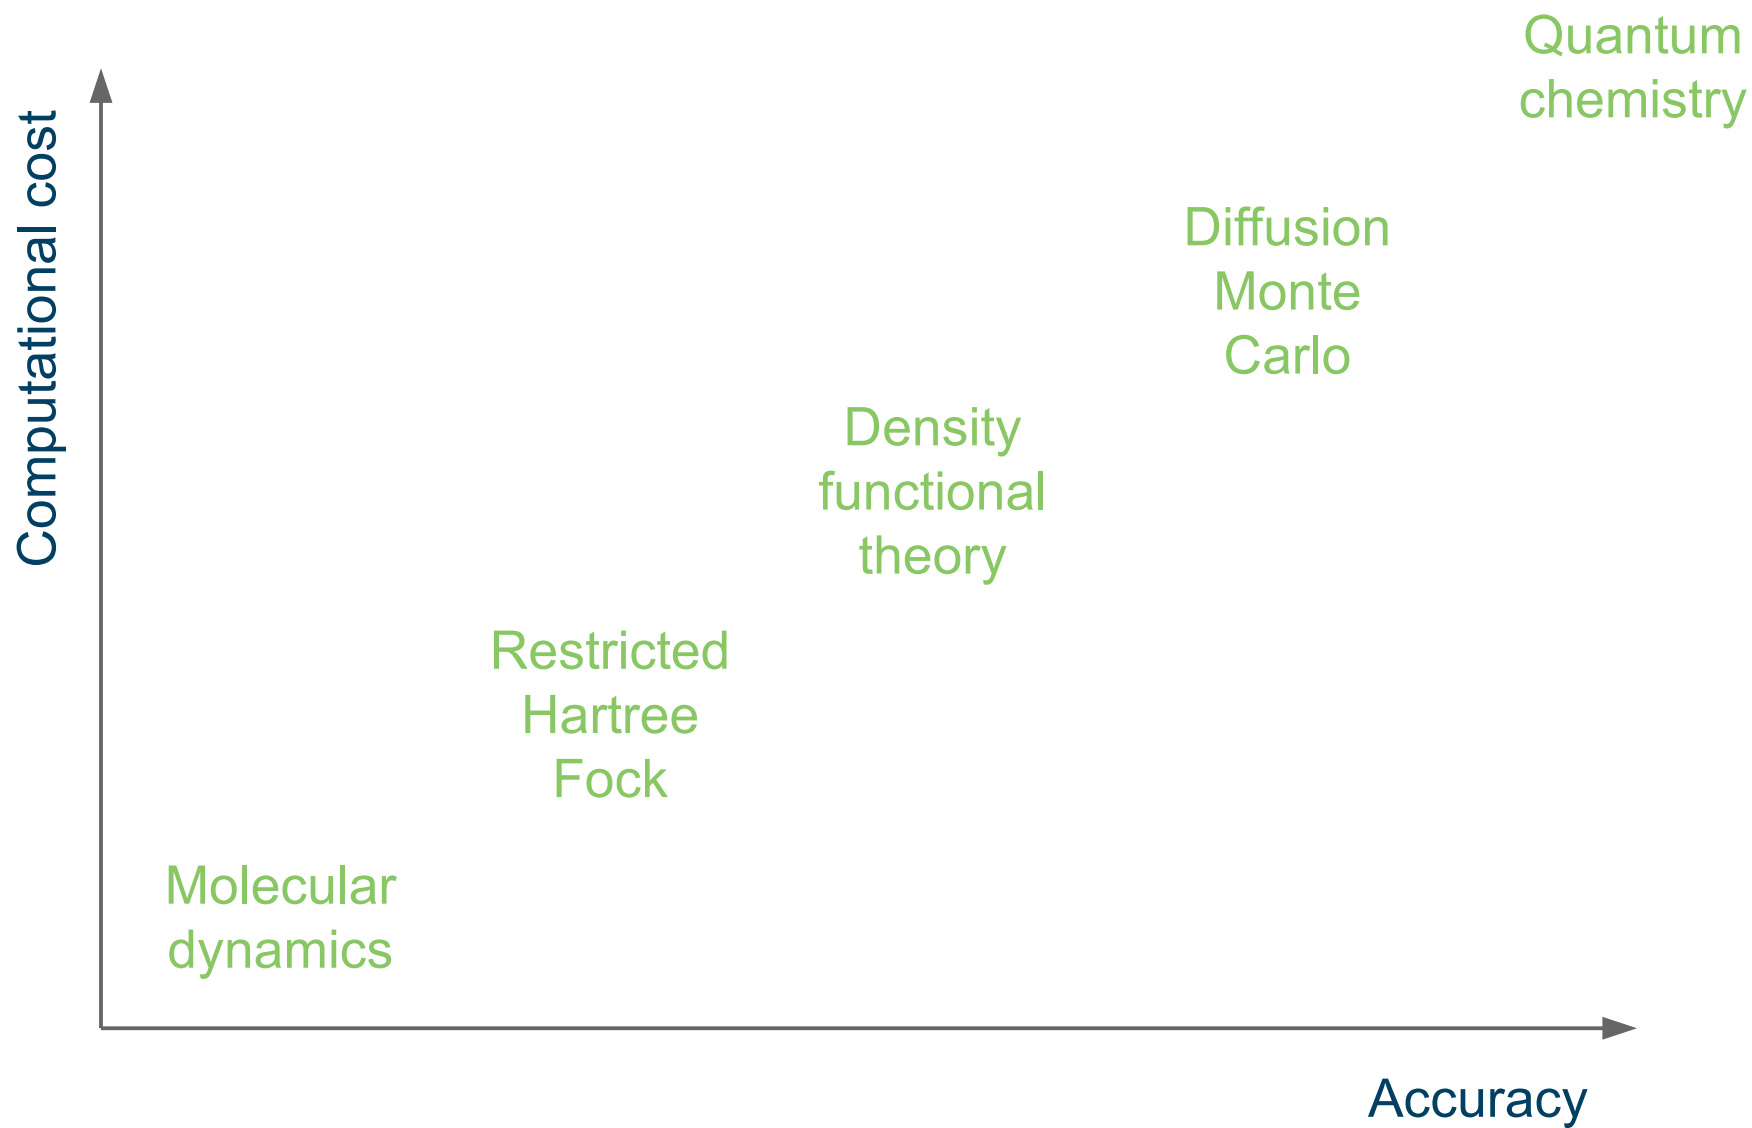 Quantum
chemistry
Computational cost
Diffusion
Monte
Carlo
Density
functional
theory
Restricted
Hartree
Fock
Molecular
dynamics
Accuracy